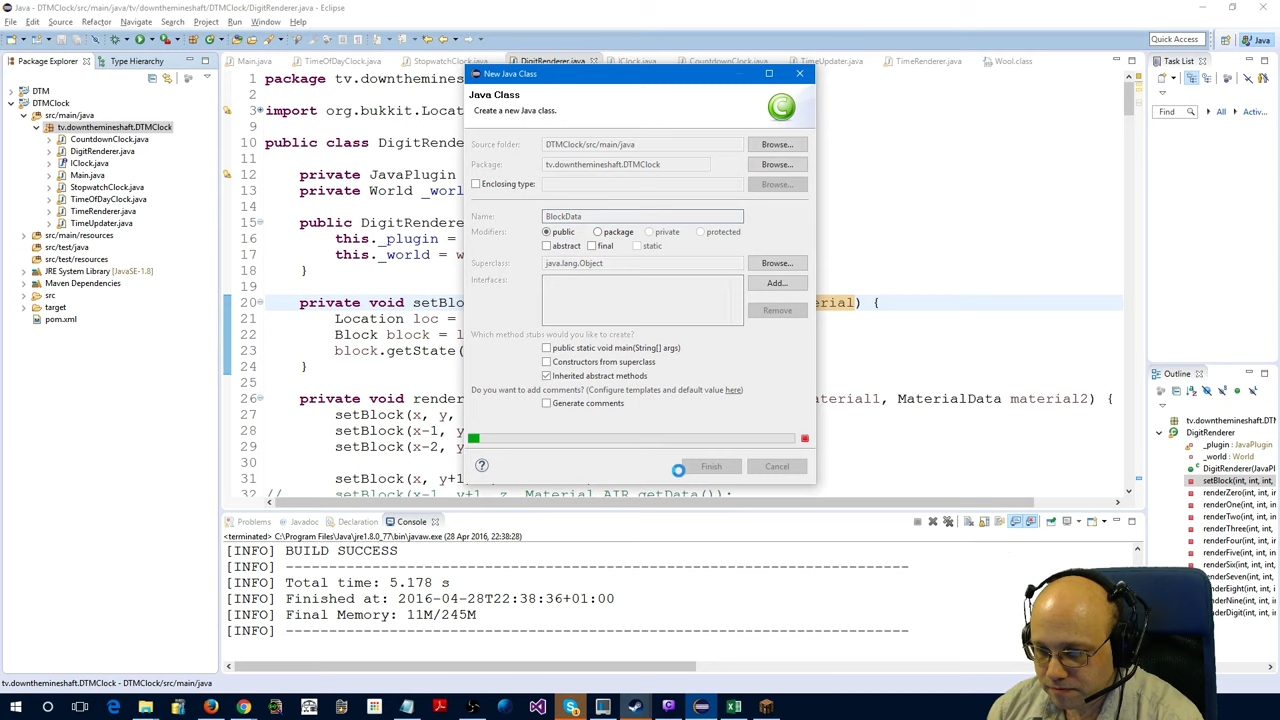 Java - DTMClock/src/main/java/tv/downthemineshaft/DTMClock/DigitRenderer.java - Eclipse
File Edit Source Refactor Navigate Search Project Run Window Help
Quick Access Java
Package Explorer Type Hierarchy
DTM
DTMClock
src/main/java
tv.downthemineshaft.DTMClock
CountdownClock.java
DigitRenderer.java
IClock.java
Main.java
StopwatchClock.java
TimeOfDayClock.java
TimeRenderer.java
TimeUpdater.java
src/main/resources
src/test/java
src/test/resources
JRE System Library [JavaSE-1.8]
Maven Dependencies
src
target
pom.xml
Main.java TimeOfDayClock.java StopwatchClock.java DigitRenderer.java IClock.java CountdownClock.java TimeUpdater.java TimeRenderer.java Wool.class
1 package tv.downthemines
2
3 import org.bukkit.Locat
9
10 public class DigitRende
11
12 private JavaPlugin
13 private World _worl
14
15 public DigitRendere
16 this._plugin =
17 this._world = w
18 }
19
20 private void setBlo erial) {
21 Location loc =
22 Block block = l
23 block.getState(
24 }
25
26 private void render aterial1, MaterialData material2) {
27 setBlock(x, y,
28 setBlock(x-1, y
29 setBlock(x-2, y
30
31 setBlock(x, y+1
32 // setBlock(x-1, y+1, z, Material.AIR.getData());
New Java Class
Java Class
Create a new Java class.
Source folder: DTMClock/src/main/java Browse...
Package: tv.downthemineshaft.DTMClock Browse...
Enclosing type: Browse...
Name: BlockData
Modifiers: public package private protected
abstract final static
Superclass: java.lang.Object Browse...
Interfaces: Add...
Remove
Which method stubs would you like to create?
public static void main(String[] args)
Constructors from superclass
Inherited abstract methods
Do you want to add comments? (Configure templates and default value here)
Generate comments
Finish Cancel
Task List
Find All Activ
Outline
tv.downthemineshaft.DT
DigitRenderer
_plugin : JavaPlugin
_world : World
DigitRenderer(JavaPl
setBlock(int, int, int,
renderZero(int, int, i
renderOne(int, int, i
renderTwo(int, int, i
renderThree(int, int,
renderFour(int, int, i
renderFive(int, int, i
renderSix(int, int, int
renderSeven(int, int,
Eight(int, i
Nine(int, int
Digit(int, in
Problems Javadoc Declaration Console
<terminated> C:\Program Files\Java\jre1.8.0_77\bin\javaw.exe (28 Apr 2016, 22:38:28)
[INFO] BUILD SUCCESS
[INFO] ------------------------------------------------------------------------
[INFO] Total time: 5.178 s
[INFO] Finished at: 2016-04-28T22:38:36+01:00
[INFO] Final Memory: 11M/245M
[INFO] ------------------------------------------------------------------------
tv.downthemineshaft.DTMClock - DTMClock/src/main/java